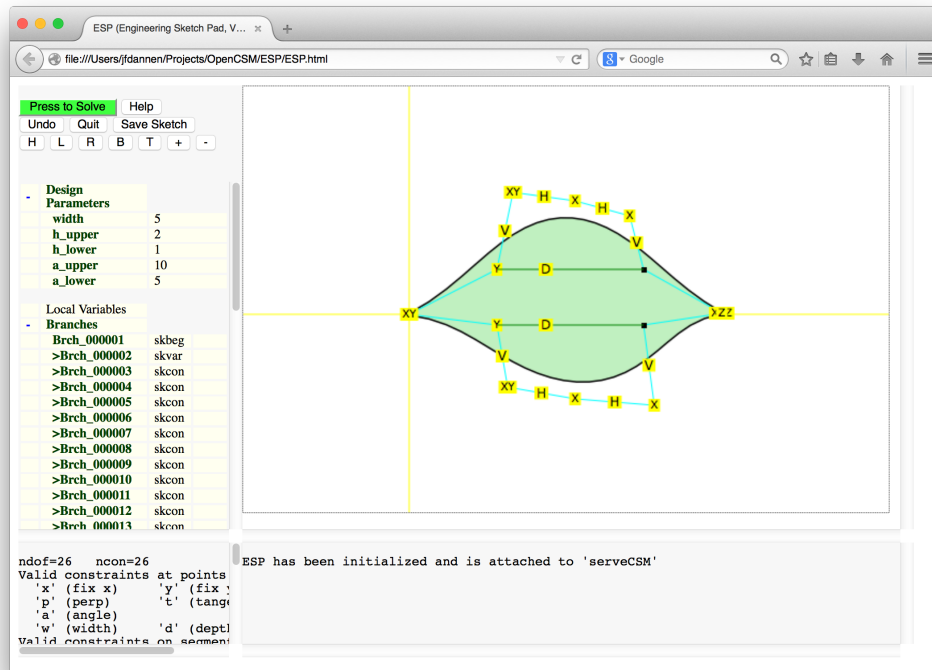 ESP (Engineering Sketch Pad, V...
file:///Users/jfdannen/Projects/OpenCSM/ESP/ESP.html
8 Google
Press to Solve Help
Undo Quit Save Sketch
H L R B T + -
- Design Parameters
width 5
h_upper 2
h_lower 1
a_upper 10
a_lower 5
Local Variables
- Branches
Brch_000001 skbeg
>Brch_000002 skvar
>Brch_000003 skcon
>Brch_000004 skcon
>Brch_000005 skcon
>Brch_000006 skcon
>Brch_000007 skcon
>Brch_000008 skcon
>Brch_000009 skcon
>Brch_000010 skcon
>Brch_000011 skcon
>Brch_000012 skcon
>Brch_000013 skcon
XY H X H X
V V
Y D
XY >ZZ
Y D
V V
XY H X H X
ndof=26 ncon=26
Valid constraints at points
'x' (fix x) 'y' (fix y
'p' (perp) 't' (tange
'a' (angle)
'w' (width) 'd' (dept
Valid constraints on segment
ESP has been initialized and is attached to 'serveCSM'